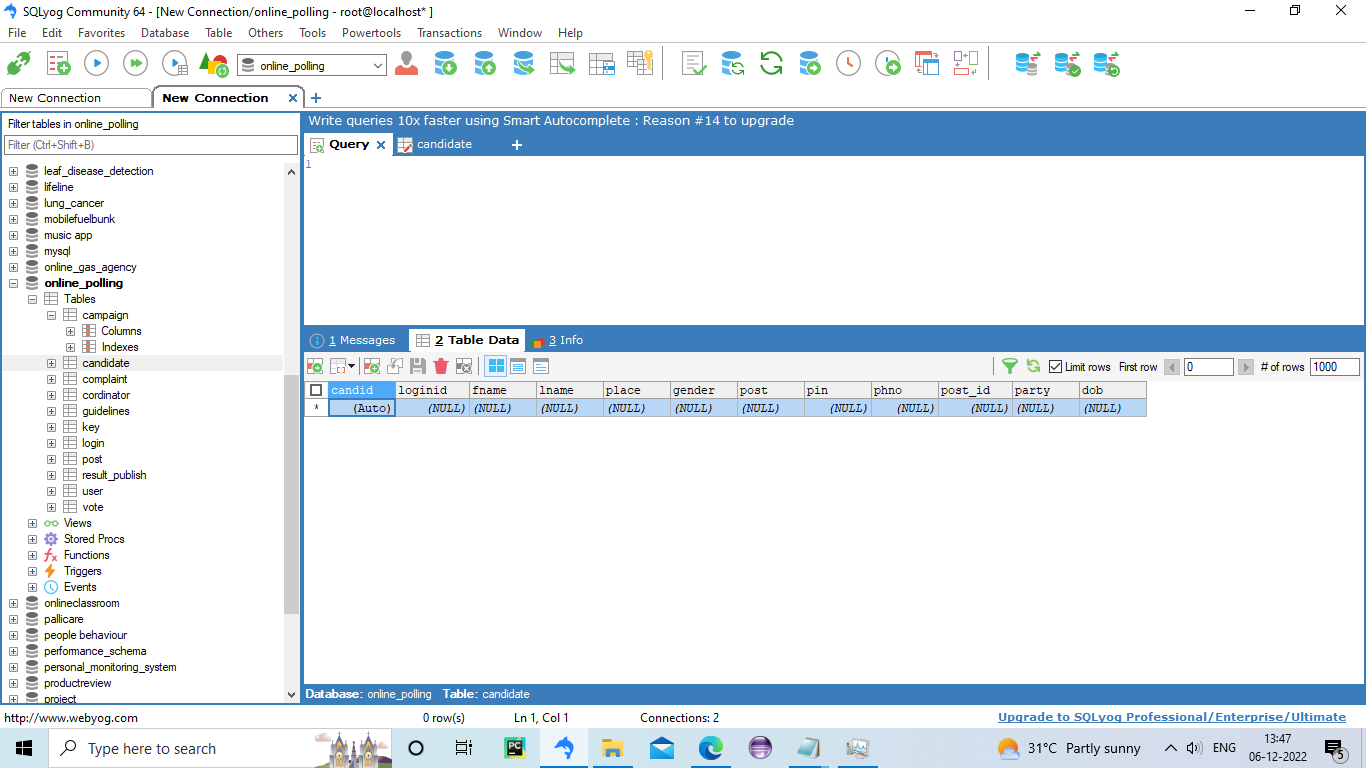 SQLyog Community 64 - [New Connection/online_polling - root@localhost* ]
File Edit Favorites Database Table Others Tools Powertools Transactions Window Help
online_polling
New Connection New Connection
Filter tables in online_polling
Filter (Ctrl+Shift+B)
leaf_disease_detection
lifeline
lung_cancer
mobilefuelbunk
music app
mysql
online_gas_agency
online_polling
Tables
campaign
Columns
Indexes
candidate
complaint
cordinator
guidelines
key
login
post
result_publish
user
vote
Views
Stored Procs
Functions
Triggers
Events
onlineclassroom
pallicare
people behaviour
performance_schema
personal_monitoring_system
productreview
project
Write queries 10x faster using Smart Autocomplete : Reason #14 to upgrade
Query candidate
1
1 Messages 2 Table Data 3 Info
Limit rows First row 0 # of rows 1000
candid loginid fname lname place gender post pin phno post_id party dob
* (Auto) (NULL) (NULL) (NULL) (NULL) (NULL) (NULL) (NULL) (NULL) (NULL) (NULL) (NULL)
Database: online_polling Table: candidate
http://www.webyog.com 0 row(s) Ln 1, Col 1 Connections: 2 Upgrade to SQLyog Professional/Enterprise/Ultimate
Type here to search PC 31°C Partly sunny ENG 13:47
06-12-2022 5